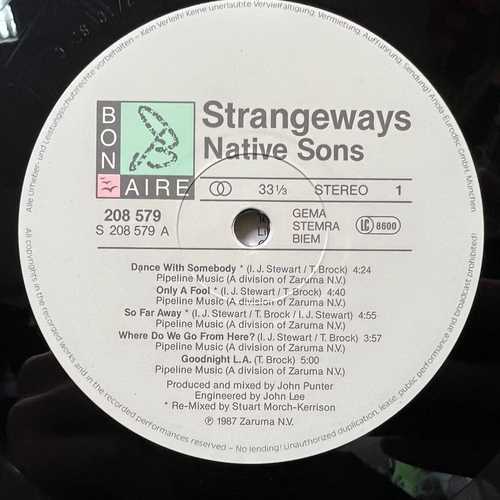 Alle Urheber- und Leistungsschutzrechte vorbehalten – Kein Verleih! Keine unerlaubte Vervielfältigung, Vermietung, Aufführung, Sendung! Ariola-Eurodisc GmbH, München
BON
AIRE
Strangeways
Native Sons
33 1/3 STEREO 1
208 579
S 208 579 A
GEMA
STEMRA
BIEM
LC 8600
Dance With Somebody * (I. J. Stewart / T. Brock) 4:24
Pipeline Music (A division of Zaruma N.V.)
Only A Fool * (I. J. Stewart / T. Brock) 4:40
Pipeline Music (A division of Zaruma N.V.)
So Far Away * (I. J. Stewart / T. Brock / I. J. Stewart) 4:55
Pipeline Music (A division of Zaruma N.V.)
Where Do We Go From Here? (I. J. Stewart / T. Brock) 3:57
Pipeline Music (A division of Zaruma N.V.)
Goodnight L.A. (T. Brock) 5:00
Pipeline Music (A division of Zaruma N.V.)
Produced and mixed by John Punter
Engineered by John Lee
* Re-Mixed by Stuart Morch-Kerrison
℗ 1987 Zaruma N.V.
All copyrights in the recorded works and in the recorded performances reserved – No lending! Unauthorized duplication, lease, public performance and broadcast prohibited!